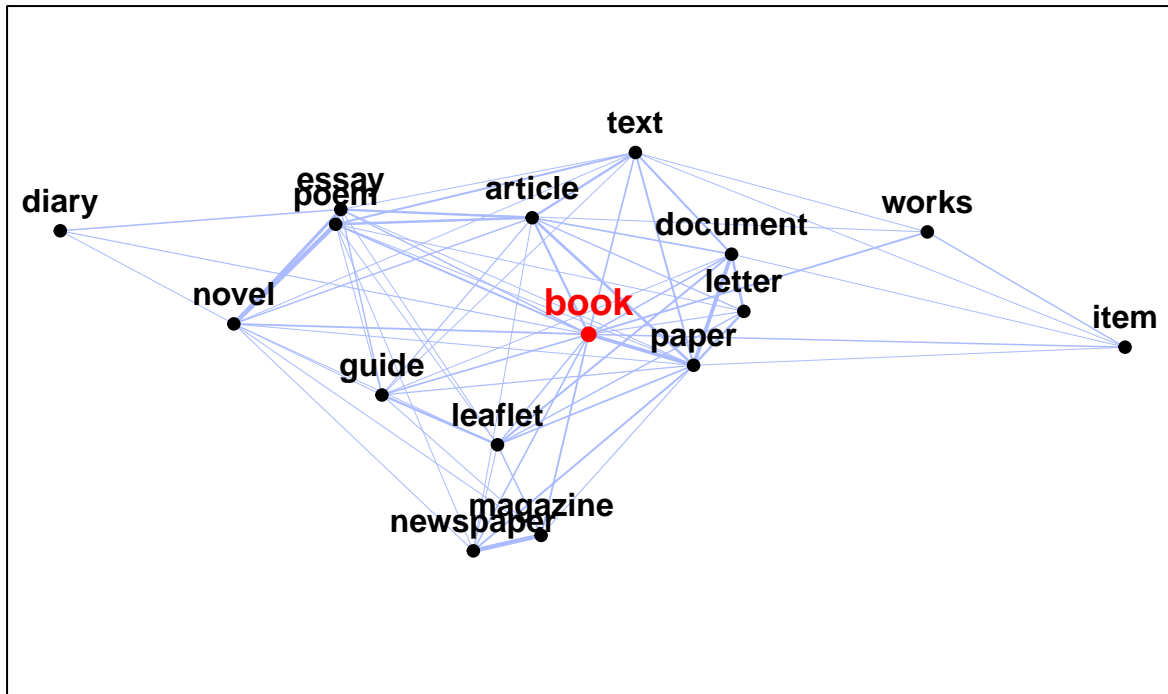 text
essay
article
poem
diary
works
document
letter
novel
book
item
paper
guide
leaflet
magazine
newspaper